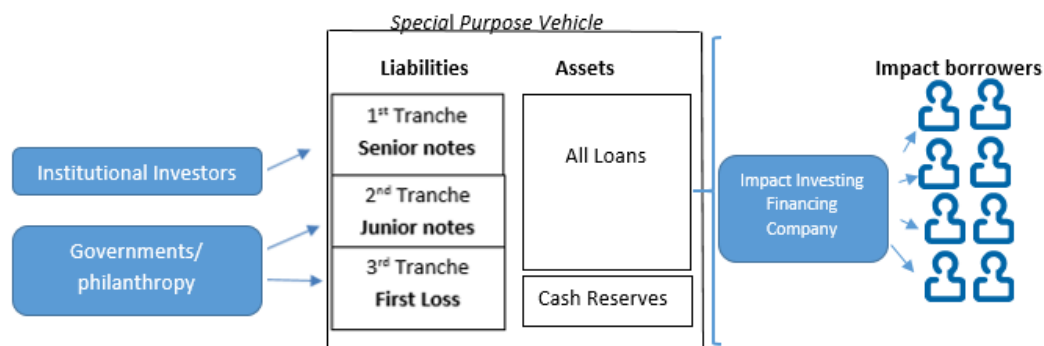 Special Purpose Vehicle
Liabilities
Assets
Impact borrowers
1st Tranche
Senior notes
2nd Tranche
Junior notes
3rd Tranche
First Loss
All Loans
Cash Reserves
Institutional Investors
Governments/
philanthropy
Impact Investing
Financing
Company